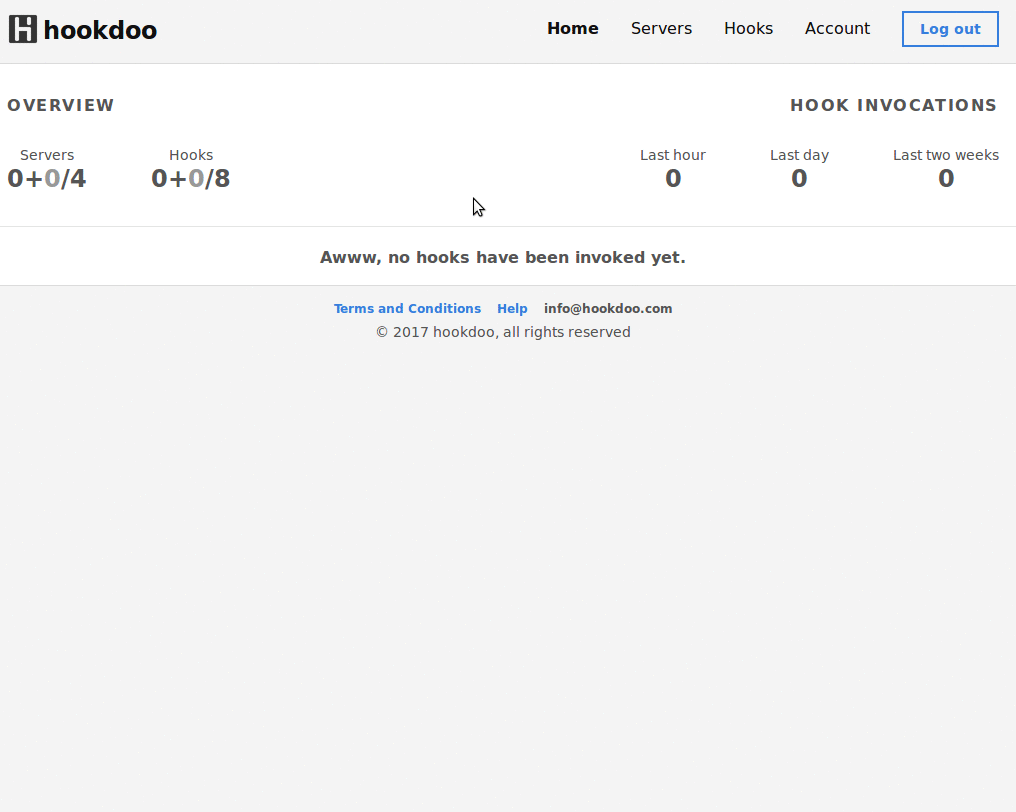 hookdoo Home Servers Hooks Account Log out
OVERVIEW HOOK INVOCATIONS
Servers Hooks Last hour Last day Last two weeks
0+0/4 0+0/8 0 0 0
Awww, no hooks have been invoked yet.
Terms and Conditions Help info@hookdoo.com
© 2017 hookdoo, all rights reserved